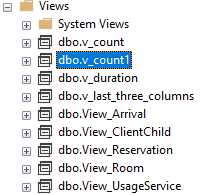 Views
System Views
dbo.v_count
dbo.v_count1
dbo.v_duration
dbo.v_last_three_columns
dbo.View_Arrival
dbo.View_ClientChild
dbo.View_Reservation
dbo.View_Room
dbo.View_UsageService